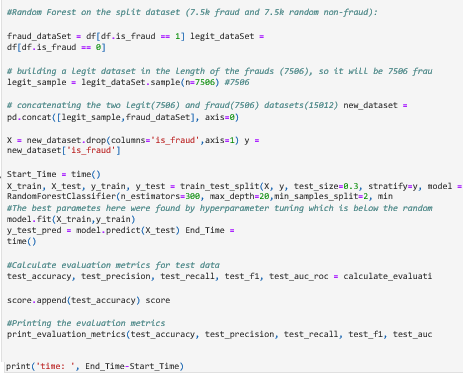 #Random Forest on the split dataset (7.5k fraud and 7.5k random non-fraud):
fraud_dataSet = df[df.is_fraud == 1] legit_dataSet =
df[df.is_fraud == 0]
# building a legit dataset in the length of the frauds (7506), so it will be 7506 frau
legit_sample = legit_dataSet.sample(n=7506) #7506
# concatenating the two legit(7506) and fraud(7506) datasets(15012) new_dataset =
pd.concat([legit_sample,fraud_dataSet], axis=0)
X = new_dataset.drop(columns='is_fraud',axis=1) y =
new_dataset['is_fraud']
Start_Time = time()
X_train, X_test, y_train, y_test = train_test_split(X, y, test_size=0.3, stratify=y, model =
RandomForestClassifier(n_estimators=300, max_depth=20,min_samples_split=2, min
#The best parametes here were found by hyperparameter tuning which is below the random
model.fit(X_train,y_train)
y_test_pred = model.predict(X_test) End_Time =
time()
#Calculate evaluation metrics for test data
test_accuracy, test_precision, test_recall, test_f1, test_auc_roc = calculate_evaluati
score.append(test_accuracy) score
#Printing the evaluation metrics
print_evaluation_metrics(test_accuracy, test_precision, test_recall, test_f1, test_auc
print('time: ', End_Time-Start_Time)